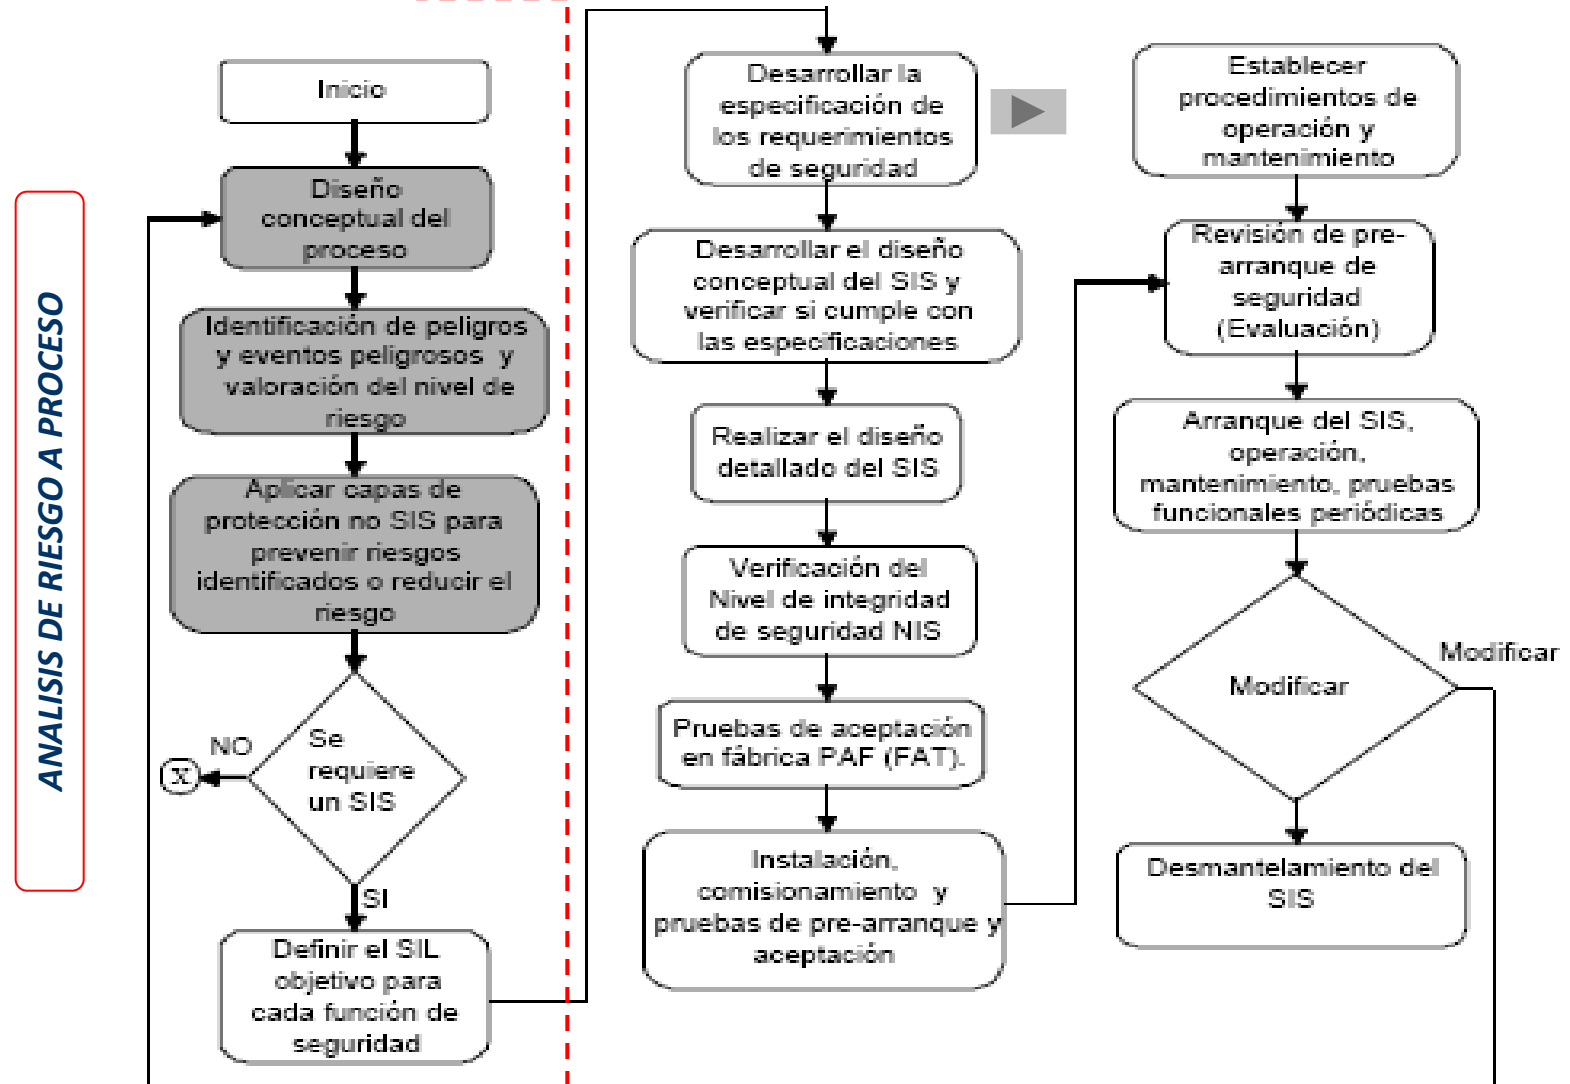 ANALISIS DE RIESGO A PROCESO
Inicio
Diseño
conceptual del
proceso
Identificación de peligros
y eventos peligrosos y
valoración del nivel de
riesgo
Aplicar capas de
protección no SIS para
prevenir riesgos
identificados o reducir el
riesgo
Se
requiere
un SIS
NO
X
SI
Definir el SIL
objetivo para
cada función de
seguridad
Desarrollar la
especificación de
los requerimientos
de seguridad
Desarrollar el diseño
conceptual del SIS y
verificar si cumple con
las especificaciones
Realizar el diseño
detallado del SIS
Verificación del
Nivel de integridad
de seguridad NIS
Pruebas de aceptación
en fábrica PAF (FAT).
Instalación,
comisionamiento y
pruebas de pre-arranque y
aceptación
Establecer
procedimientos de
operación y
mantenimiento
Revisión de pre-
arranque de
seguridad
(Evaluación)
Arranque del SIS,
operación,
mantenimiento, pruebas
funcionales periódicas
Modificar
Modificar
Desmantelamiento del
SIS